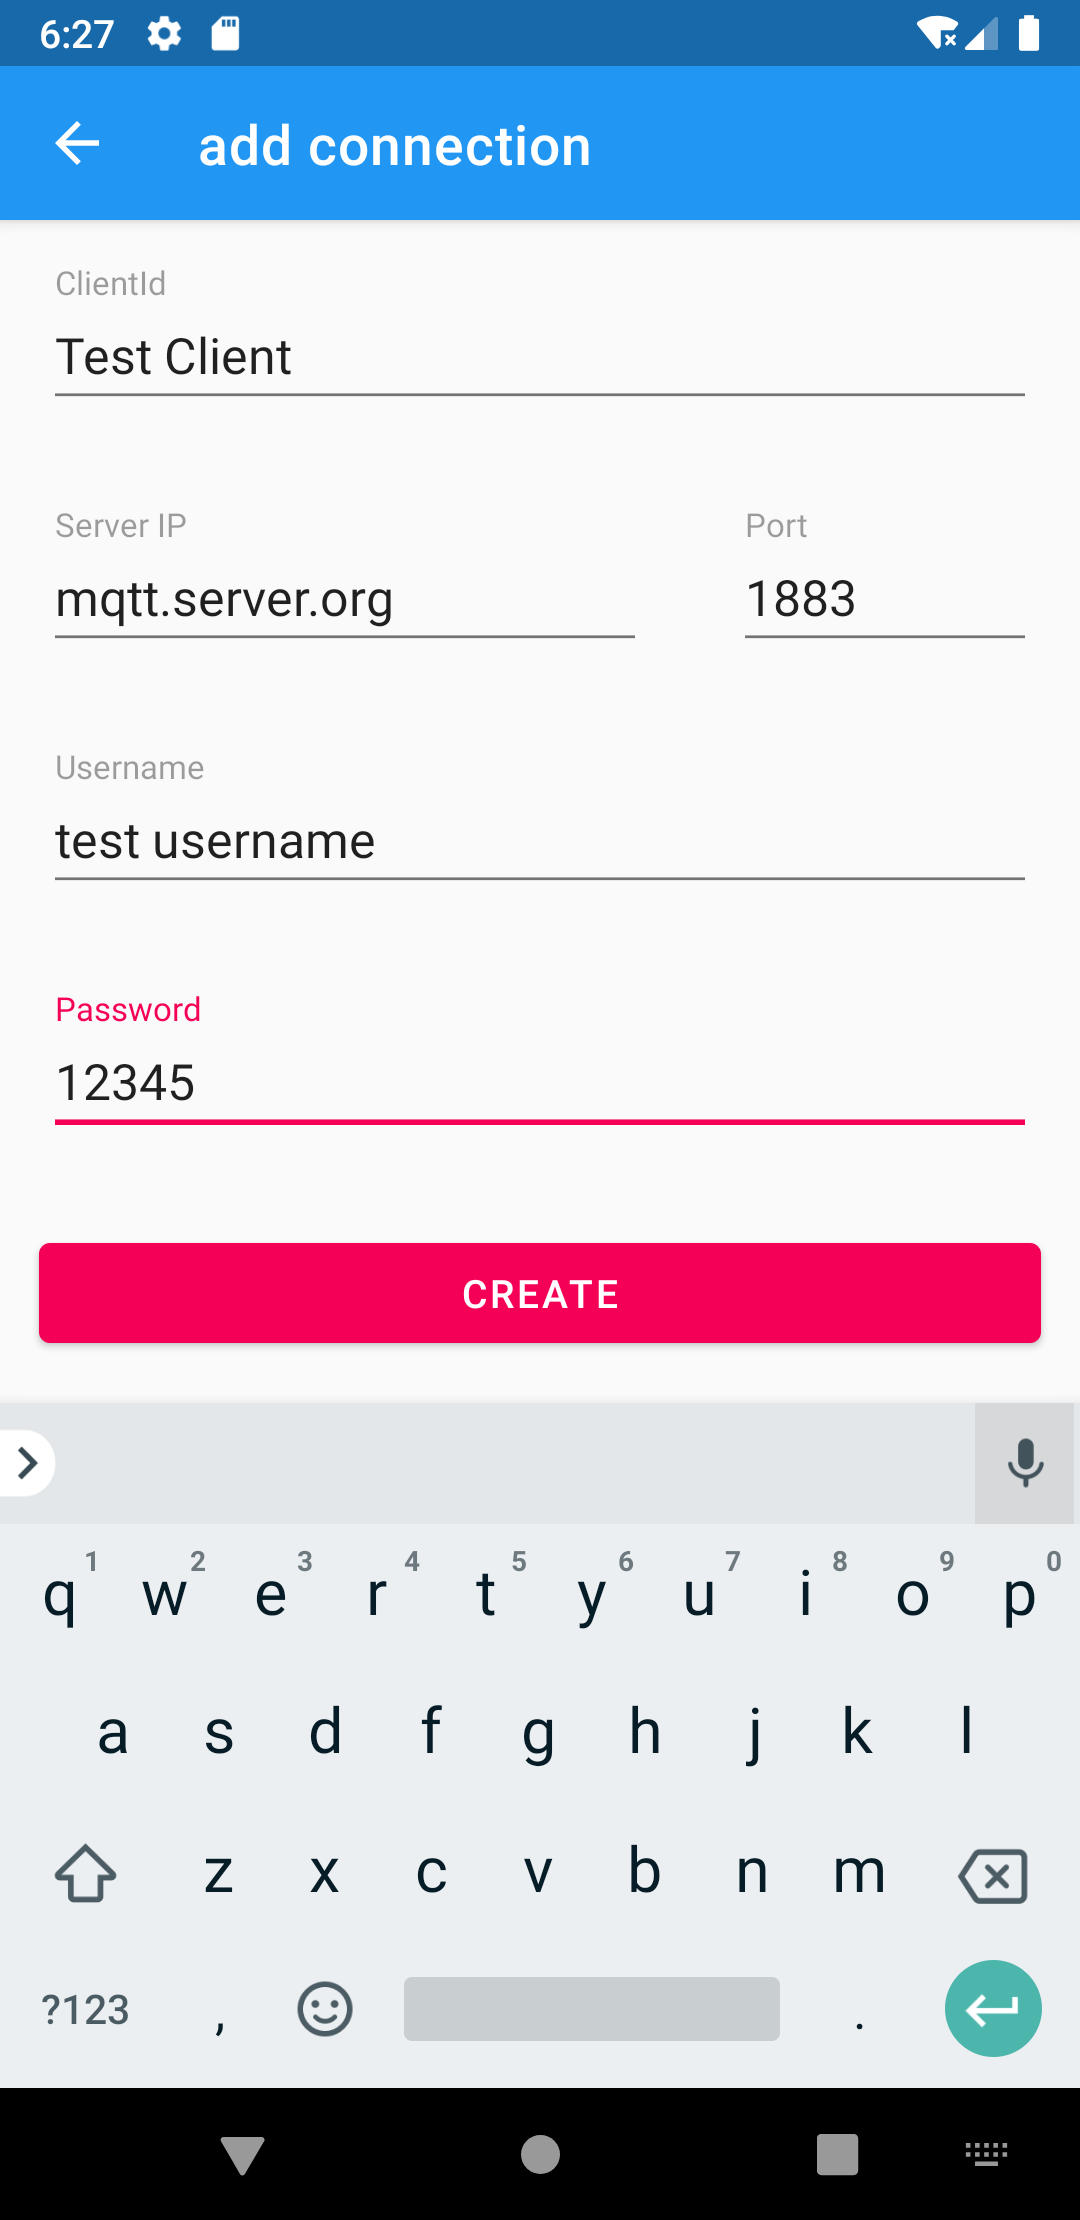 6:27
add connection
ClientId
Test Client
Server IP Port
mqtt.server.org 1883
Username
test username
Password
12345
CREATE
1 2 3 4 5 6 7 8 9 0
q w e r t y u i o p
a s d f g h j k l
z x c v b n m
?123 , .